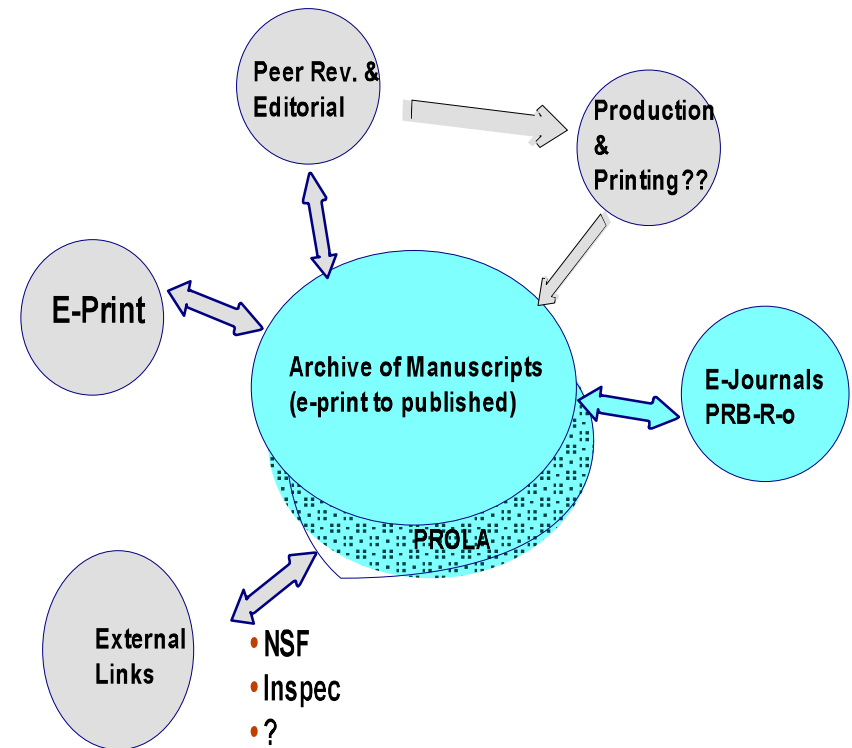 Peer Rev. &
Editorial
Production
&
Printing??
E-Print
Archive of Manuscripts
(e-print to published)
E-Journals
PRB-R-o
PROLA
External
Links
• NSF
• Inspec
• ?